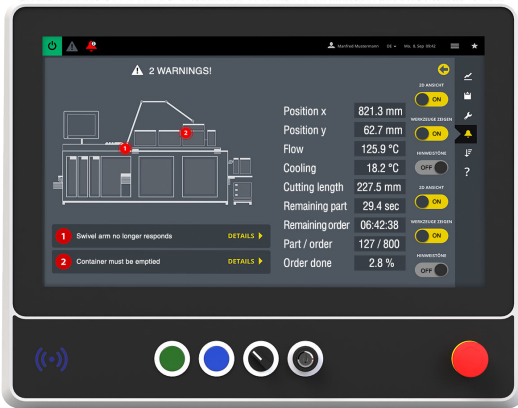 Manfred Mustermann DE Mo. 9. Sep 09:42
2 WARNINGS!
1
2
1 Swivel arm no longer responds DETAILS
2 Container must be emptied DETAILS
Position x 821.3 mm
Position y 62.7 mm
Flow 125.9 °C
Cooling 18.2 °C
Cutting length 227.5 mm
Remaining part 29.4 sec
Remaining order 06:42:38
Part / order 127 / 800
Order done 2.8 %
2D ANSICHT
ON
WERKZEUGE ZEIGEN
ON
HINWEISTÖNE
OFF
2D ANSICHT
ON
WERKZEUGE ZEIGEN
ON
HINWEISTÖNE
OFF
?